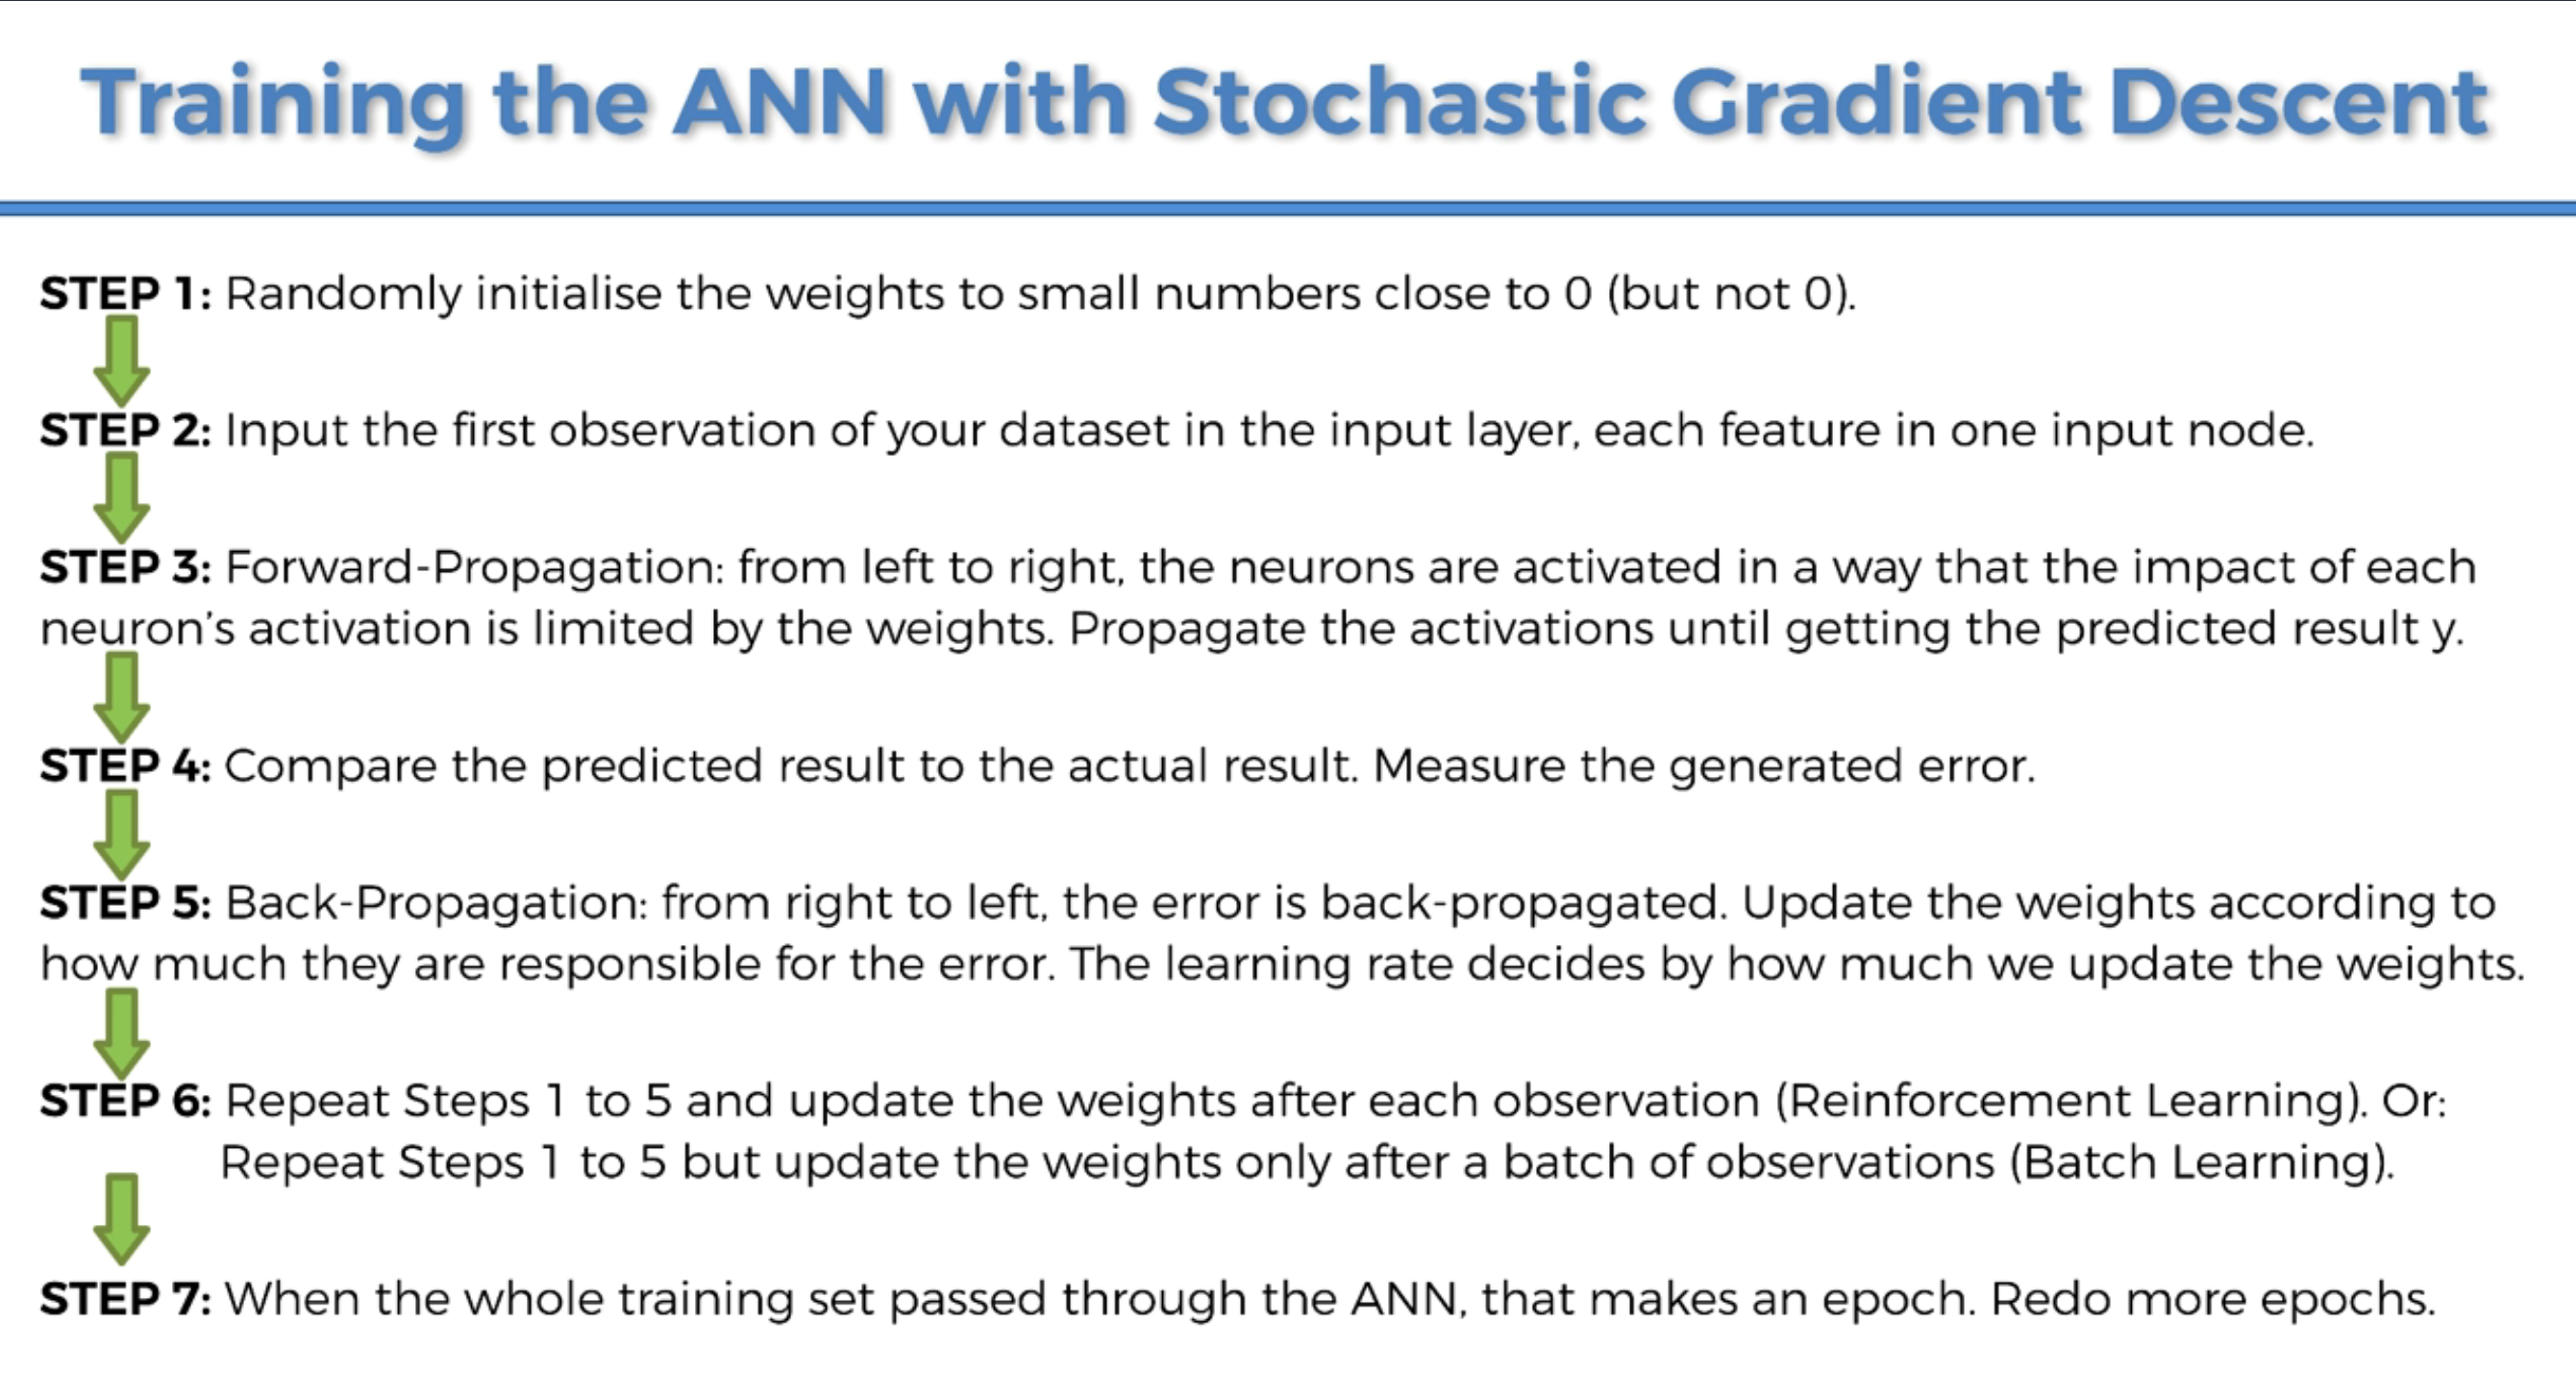 Training the ANN with Stochastic Gradient Descent
STEP 1: Randomly initialise the weights to small numbers close to 0 (but not 0).
STEP 2: Input the first observation of your dataset in the input layer, each feature in one input node.
STEP 3: Forward-Propagation: from left to right, the neurons are activated in a way that the impact of each
neuron's activation is limited by the weights. Propagate the activations until getting the predicted result y.
STEP 4: Compare the predicted result to the actual result. Measure the generated error.
STEP 5: Back-Propagation: from right to left, the error is back-propagated. Update the weights according to
how much they are responsible for the error. The learning rate decides by how much we update the weights.
STEP 6: Repeat Steps 1 to 5 and update the weights after each observation (Reinforcement Learning). Or:
Repeat Steps 1 to 5 but update the weights only after a batch of observations (Batch Learning).
STEP 7: When the whole training set passed through the ANN, that makes an epoch. Redo more epochs.